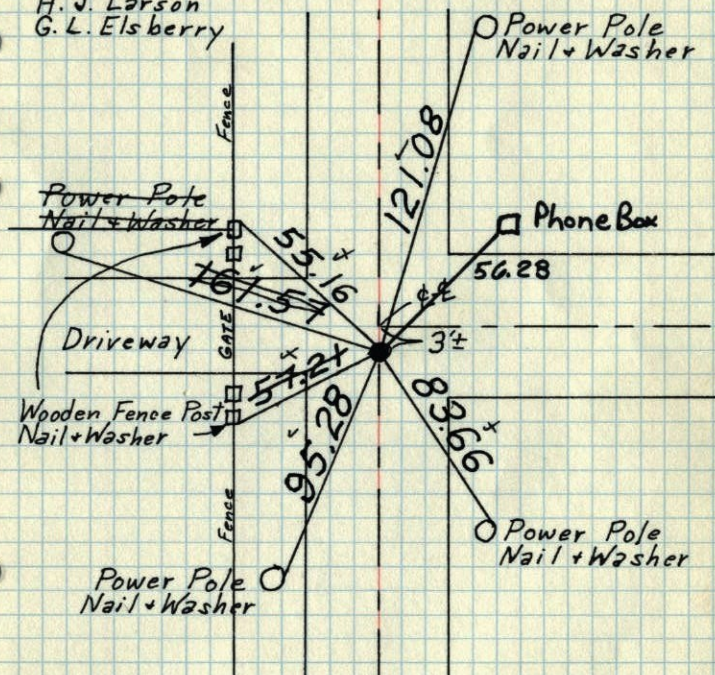 H. J. Larson
G. L. Elsberry
Power Pole
Nail + Washer
Fence
121.08
Power Pole
Nail + Washer
Phone Box
55.16
56.28
161.57
GATE
3'±
Driveway
57.21
83.66
Wooden Fence Post
Nail + Washer
95.28
Fence
Power Pole
Nail + Washer
Power Pole
Nail + Washer